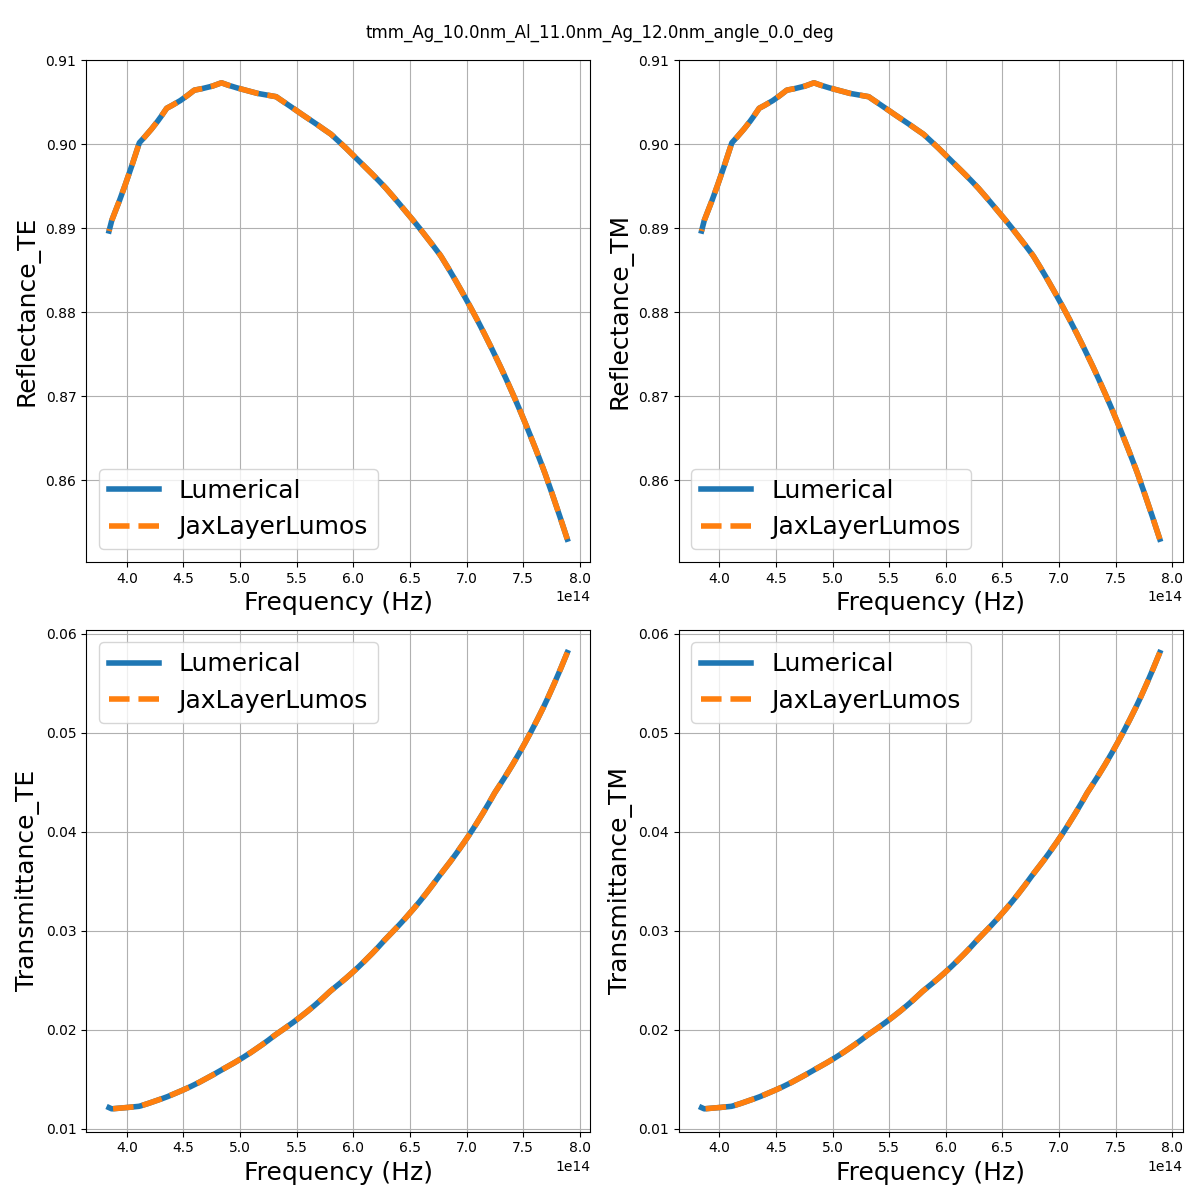 tmm_Ag_10.0nm_Al_11.0nm_Ag_12.0nm_angle_0.0_deg
Reflectance_TE
0.91
0.90
0.89
0.88
0.87
0.86
Lumerical
JaxLayerLumos
4.0 4.5 5.0 5.5 6.0 6.5 7.0 7.5 8.0
1e14
Frequency (Hz)
Reflectance_TM
0.91
0.90
0.89
0.88
0.87
0.86
Lumerical
JaxLayerLumos
4.0 4.5 5.0 5.5 6.0 6.5 7.0 7.5 8.0
1e14
Frequency (Hz)
Transmittance_TE
0.06
0.05
0.04
0.03
0.02
0.01
Lumerical
JaxLayerLumos
4.0 4.5 5.0 5.5 6.0 6.5 7.0 7.5 8.0
1e14
Frequency (Hz)
Transmittance_TM
0.06
0.05
0.04
0.03
0.02
0.01
Lumerical
JaxLayerLumos
4.0 4.5 5.0 5.5 6.0 6.5 7.0 7.5 8.0
1e14
Frequency (Hz)